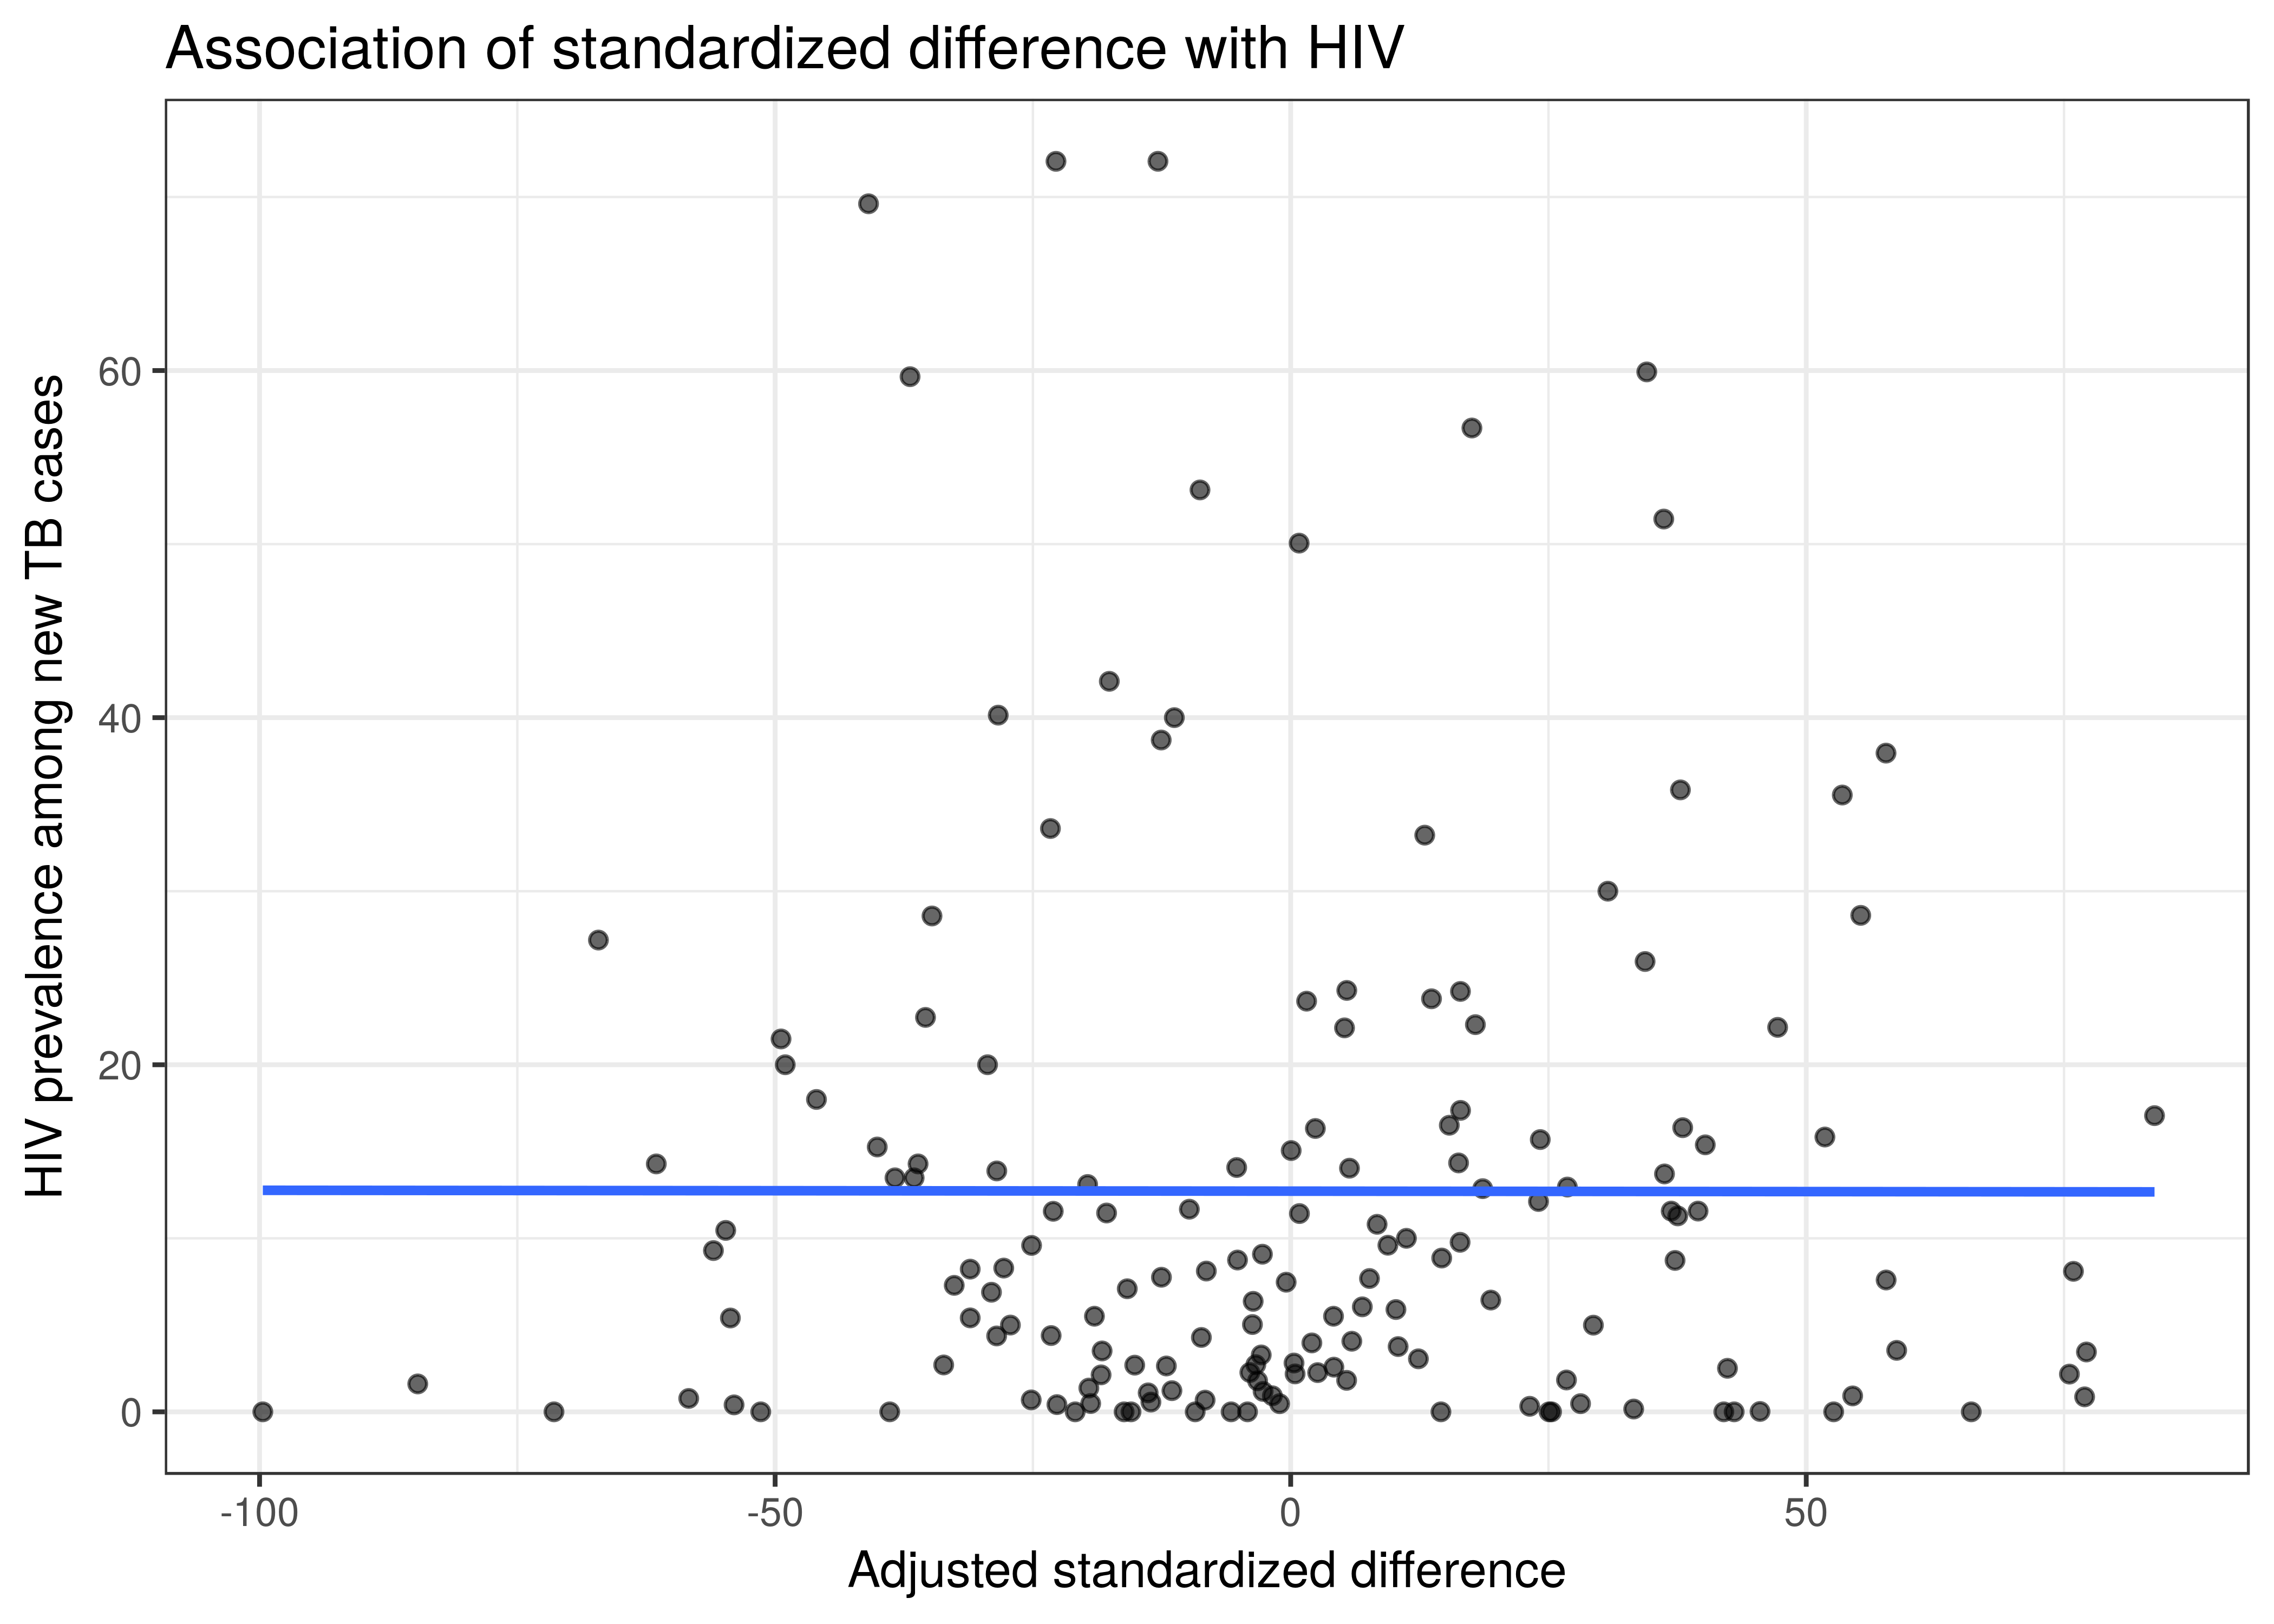 Association of standardized difference with HIV
HIV prevalence among new TB cases
60
40
20
0
-100
-50
0
50
Adjusted standardized difference